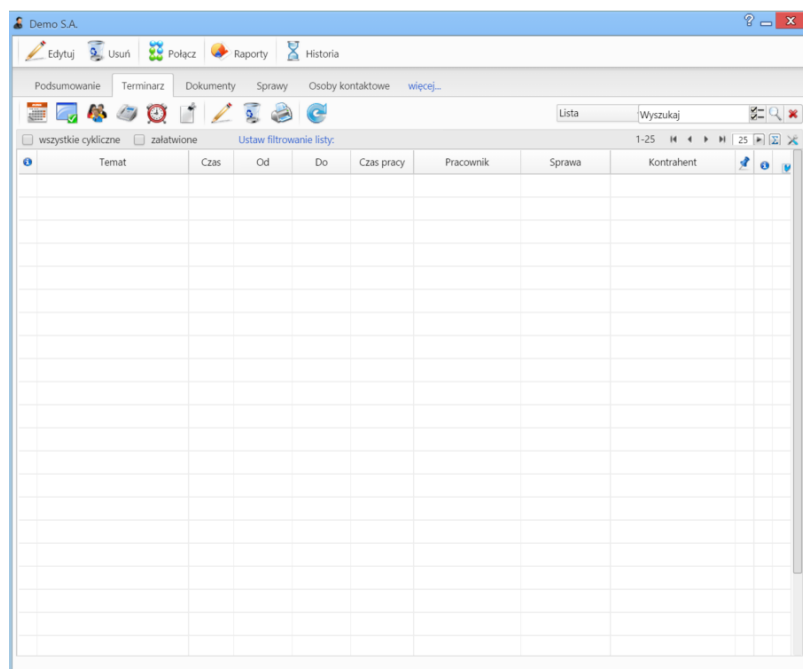 Demo S.A.
Edytuj Usuń Połącz Raporty Historia
Podsumowanie Terminarz Dokumenty Sprawy Osoby kontaktowe więcej...
Lista Wyszukaj
wszystkie cykliczne załatwione Ustaw filtrowanie listy: 1-25 25
Temat Czas Od Do Czas pracy Pracownik Sprawa Kontrahent